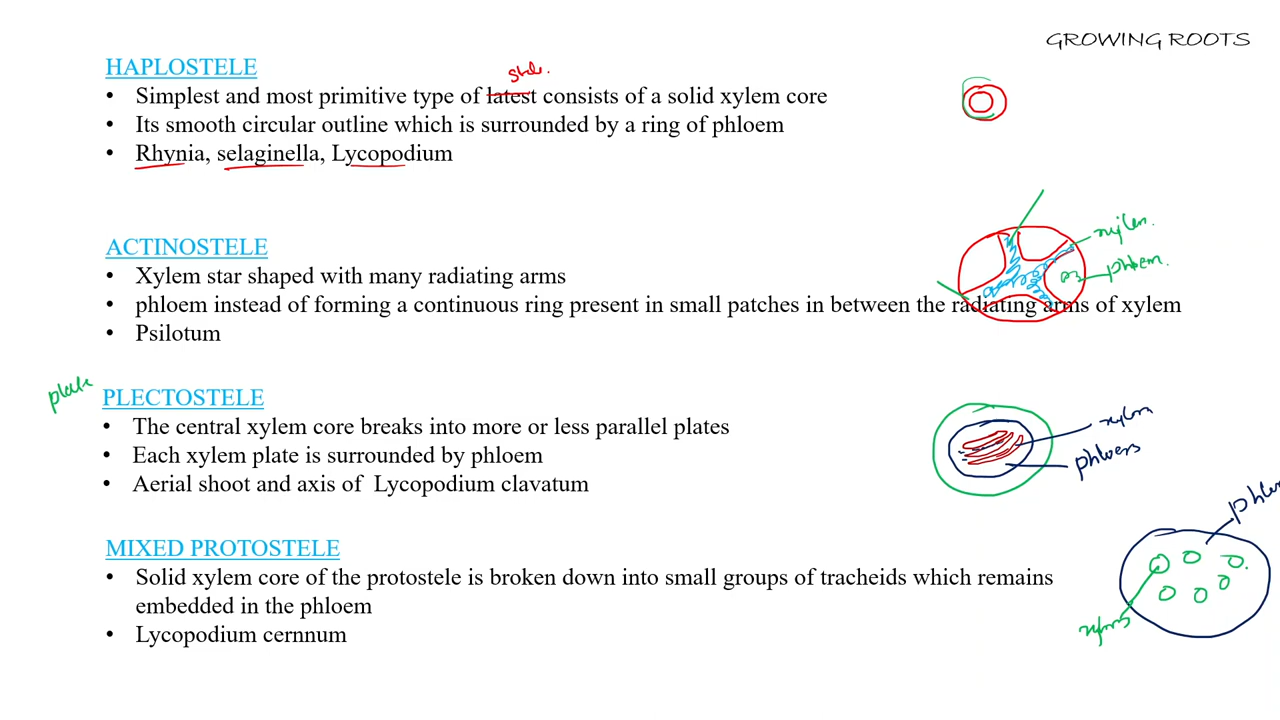 GROWING ROOTS
HAPLOSTELE
stele.
• Simplest and most primitive type of latest consists of a solid xylem core
• Its smooth circular outline which is surrounded by a ring of phloem
• Rhynia, selaginella, Lycopodium
ACTINOSTELE
xylem.
• Xylem star shaped with many radiating arms
phloem.
• phloem instead of forming a continuous ring present in small patches in between the radiating arms of xylem
• Psilotum
plate
PLECTOSTELE
xylem
• The central xylem core breaks into more or less parallel plates
• Each xylem plate is surrounded by phloem
phloem
• Aerial shoot and axis of Lycopodium clavatum
MIXED PROTOSTELE
• Solid xylem core of the protostele is broken down into small groups of tracheids which remains
embedded in the phloem
xylem
• Lycopodium cernnum